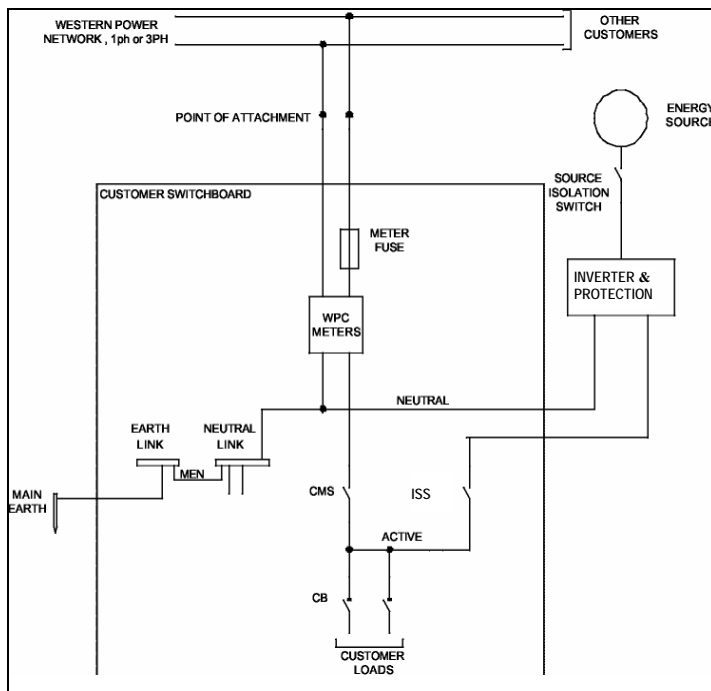 WESTERN POWER
NETWORK , 1ph or 3PH
OTHER
CUSTOMERS
POINT OF ATTACHMENT
ENERGY
SOURCE
SOURCE
ISOLATION
SWITCH
CUSTOMER SWITCHBOARD
METER
FUSE
INVERTER &
PROTECTION
WPC
METERS
NEUTRAL
EARTH
LINK
NEUTRAL
LINK
MEN
MAIN
EARTH
CMS
ISS
ACTIVE
CB
CUSTOMER
LOADS